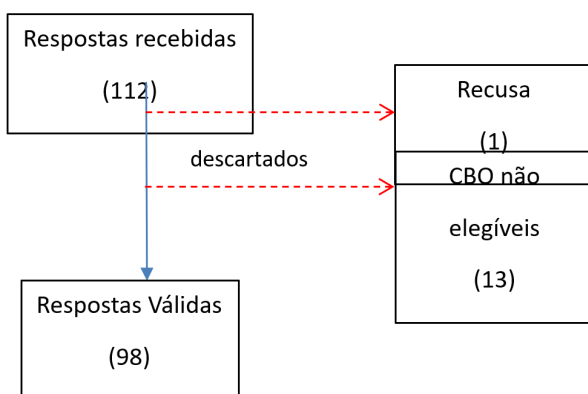 Respostas recebidas
(112)
Recusa
(1)
descartados
CBO não
elegíveis
(13)
Respostas Válidas
(98)